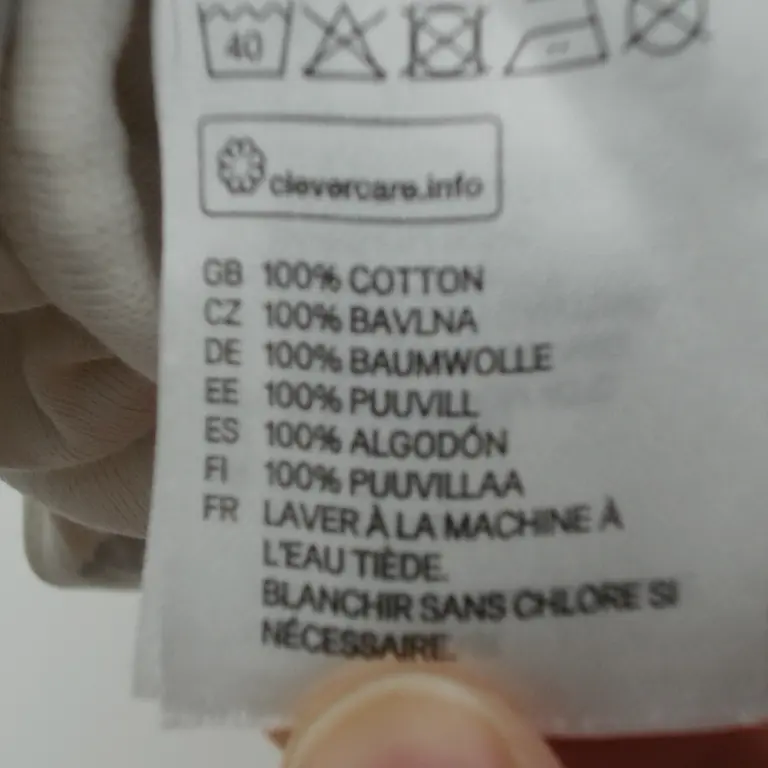 40
clevercare.info
GB 100% COTTON
CZ 100% BAVLNA
DE 100% BAUMWOLLE
EE 100% PUUVILL
ES 100% ALGODÓN
FI 100% PUUVILLAA
FR LAVER À LA MACHINE À
L'EAU TIÈDE.
BLANCHIR SANS CHLORE SI
NÉCESSAIRE.